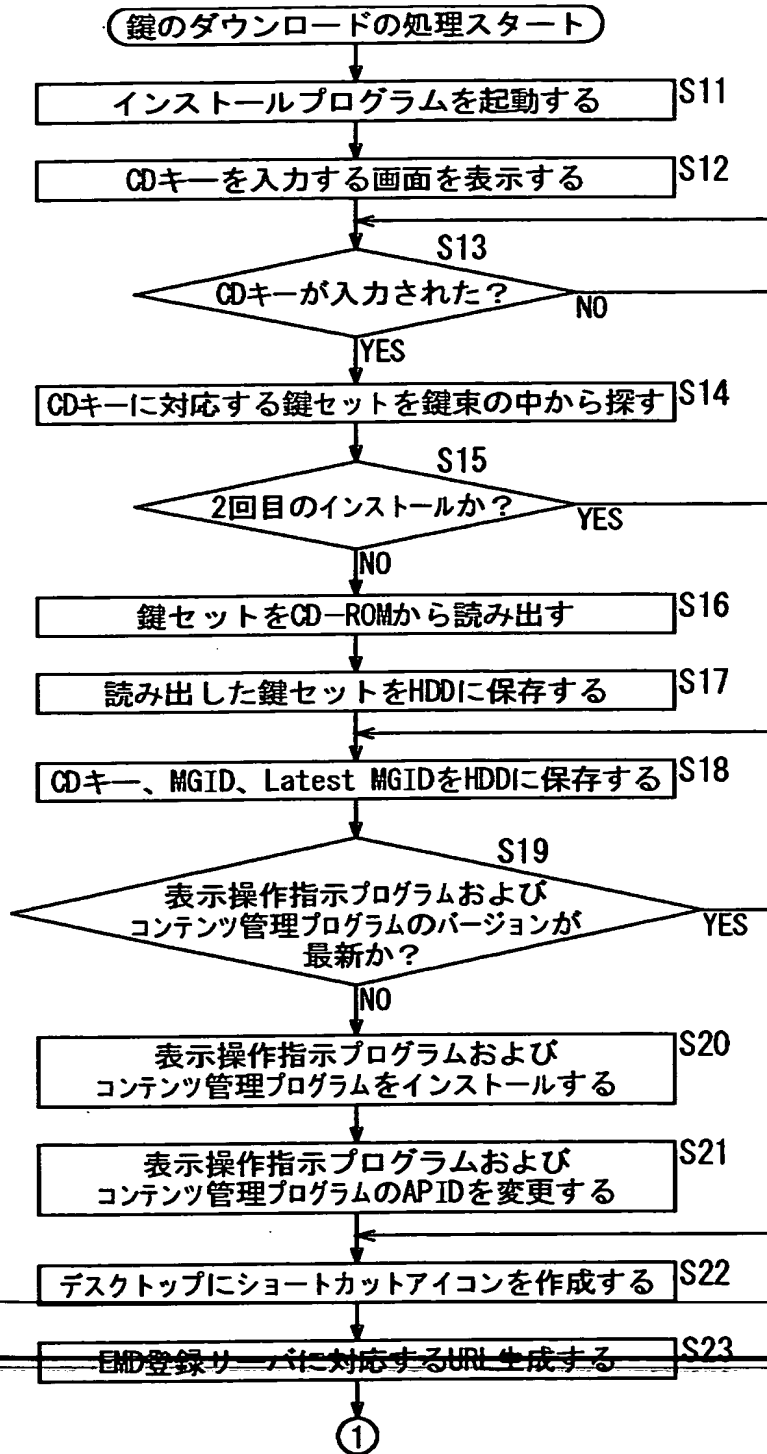 鍵のダウンロードの処理スタート
インストールプログラムを起動する
S11
CDキーを入力する画面を表示する
S12
S13
CDキーが入力された?
NO
YES
CDキーに対応する鍵セットを鍵束の中から探す
S14
S15
2回目のインストールか?
YES
NO
鍵セットをCD-ROMから読み出す
S16
読み出した鍵セットをHDDに保存する
S17
CDキー、MGID、Latest MGIDをHDDに保存する
S18
S19
表示操作指示プログラムおよび
コンテンツ管理プログラムのバージョンが
最新か?
YES
NO
表示操作指示プログラムおよび
コンテンツ管理プログラムをインストールする
S20
表示操作指示プログラムおよび
コンテンツ管理プログラムのAPIDを変更する
S21
デスクトップにショートカットアイコンを作成する
S22
EMD登録サーバに対応するURL生成する
S23
1